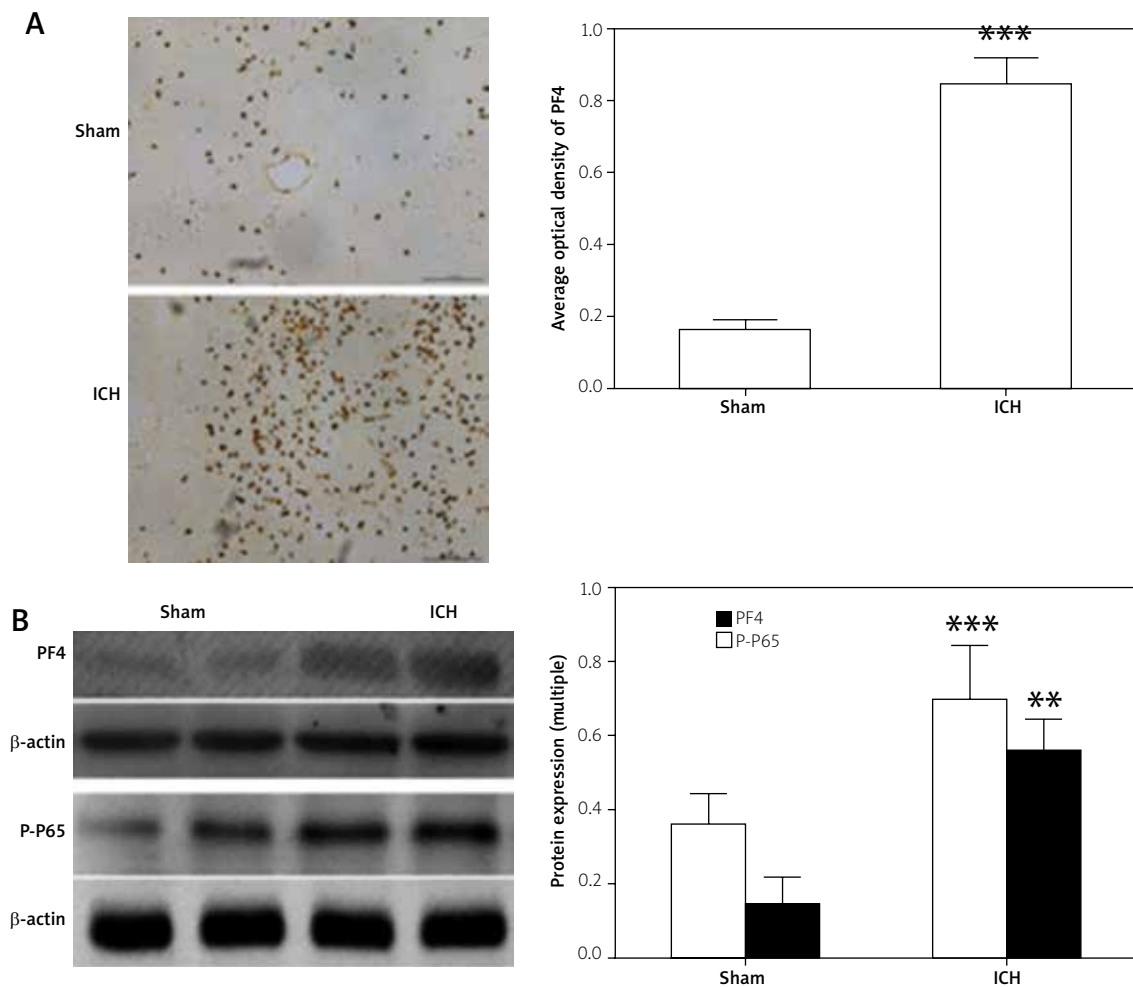 A
Sham
ICH
Average optical density of PF4
1.0
0.8
0.6
0.4
0.2
0.0
***
Sham
ICH
B
Sham
ICH
PF4
β-actin
P-P65
β-actin
Protein expression (multiple)
1.0
0.8
0.6
0.4
0.2
0.0
PF4
P-P65
***
**
Sham
ICH